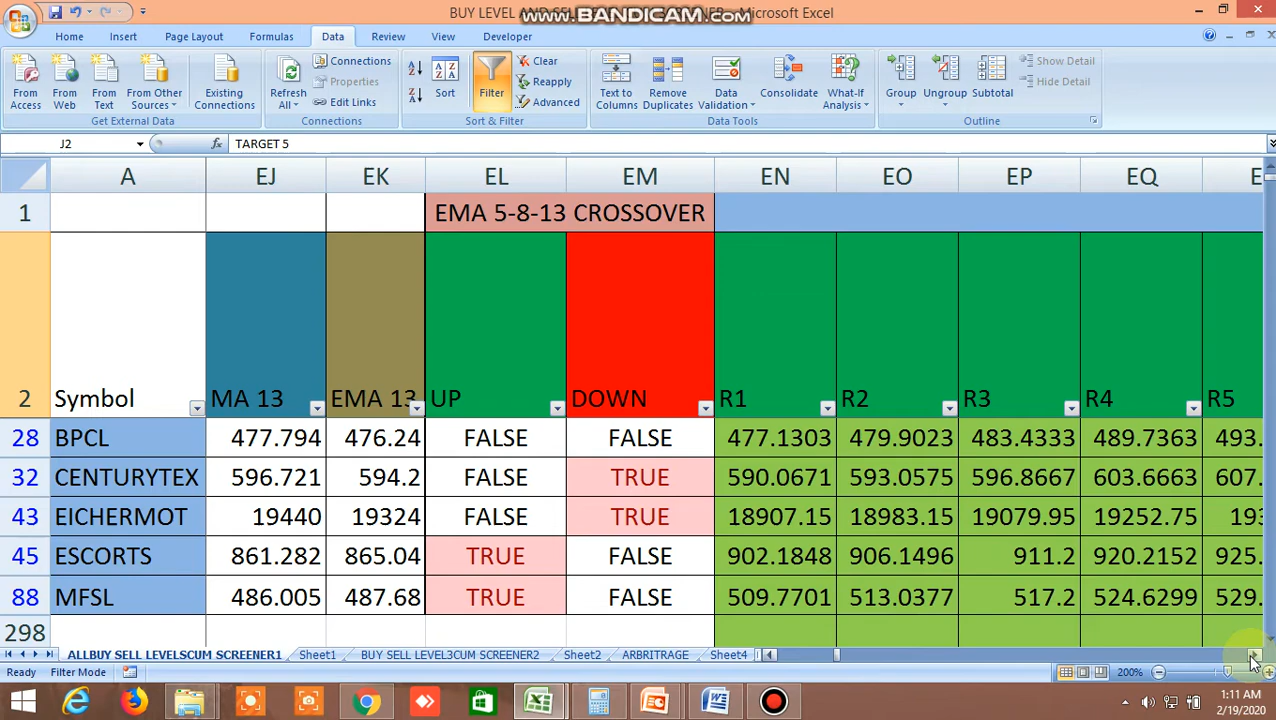 BUY LEVEL AND SEL www.BANDICAM.com - Microsoft Excel
Home Insert Page Layout Formulas Data Review View Developer
From Access From Web From Text From Other Sources Existing Connections
Get External Data
Refresh All Connections Properties Edit Links
Connections
Sort Filter Clear Reapply Advanced
Sort & Filter
Text to Columns Remove Duplicates Data Validation Consolidate What-If Analysis
Data Tools
Group Ungroup Subtotal Show Detail Hide Detail
Outline
J2 fx TARGET 5
A EJ EK EL EM EN EO EP EQ E
1 EMA 5-8-13 CROSSOVER
2 Symbol MA 13 EMA 13 UP DOWN R1 R2 R3 R4 R5
28 BPCL 477.794 476.24 FALSE FALSE 477.1303 479.9023 483.4333 489.7363 493.
32 CENTURYTEX 596.721 594.2 FALSE TRUE 590.0671 593.0575 596.8667 603.6663 607.
43 EICHERMOT 19440 19324 FALSE TRUE 18907.15 18983.15 19079.95 19252.75 193
45 ESCORTS 861.282 865.04 TRUE FALSE 902.1848 906.1496 911.2 920.2152 925.
88 MFSL 486.005 487.68 TRUE FALSE 509.7701 513.0377 517.2 524.6299 529.
298
ALLBUY SELL LEVELSCUM SCREENER1 Sheet1 BUY SELL LEVEL3CUM SCREENER2 Sheet2 ARBITRAGE Sheet4
Ready Filter Mode 200%
1:11 AM
2/19/2020